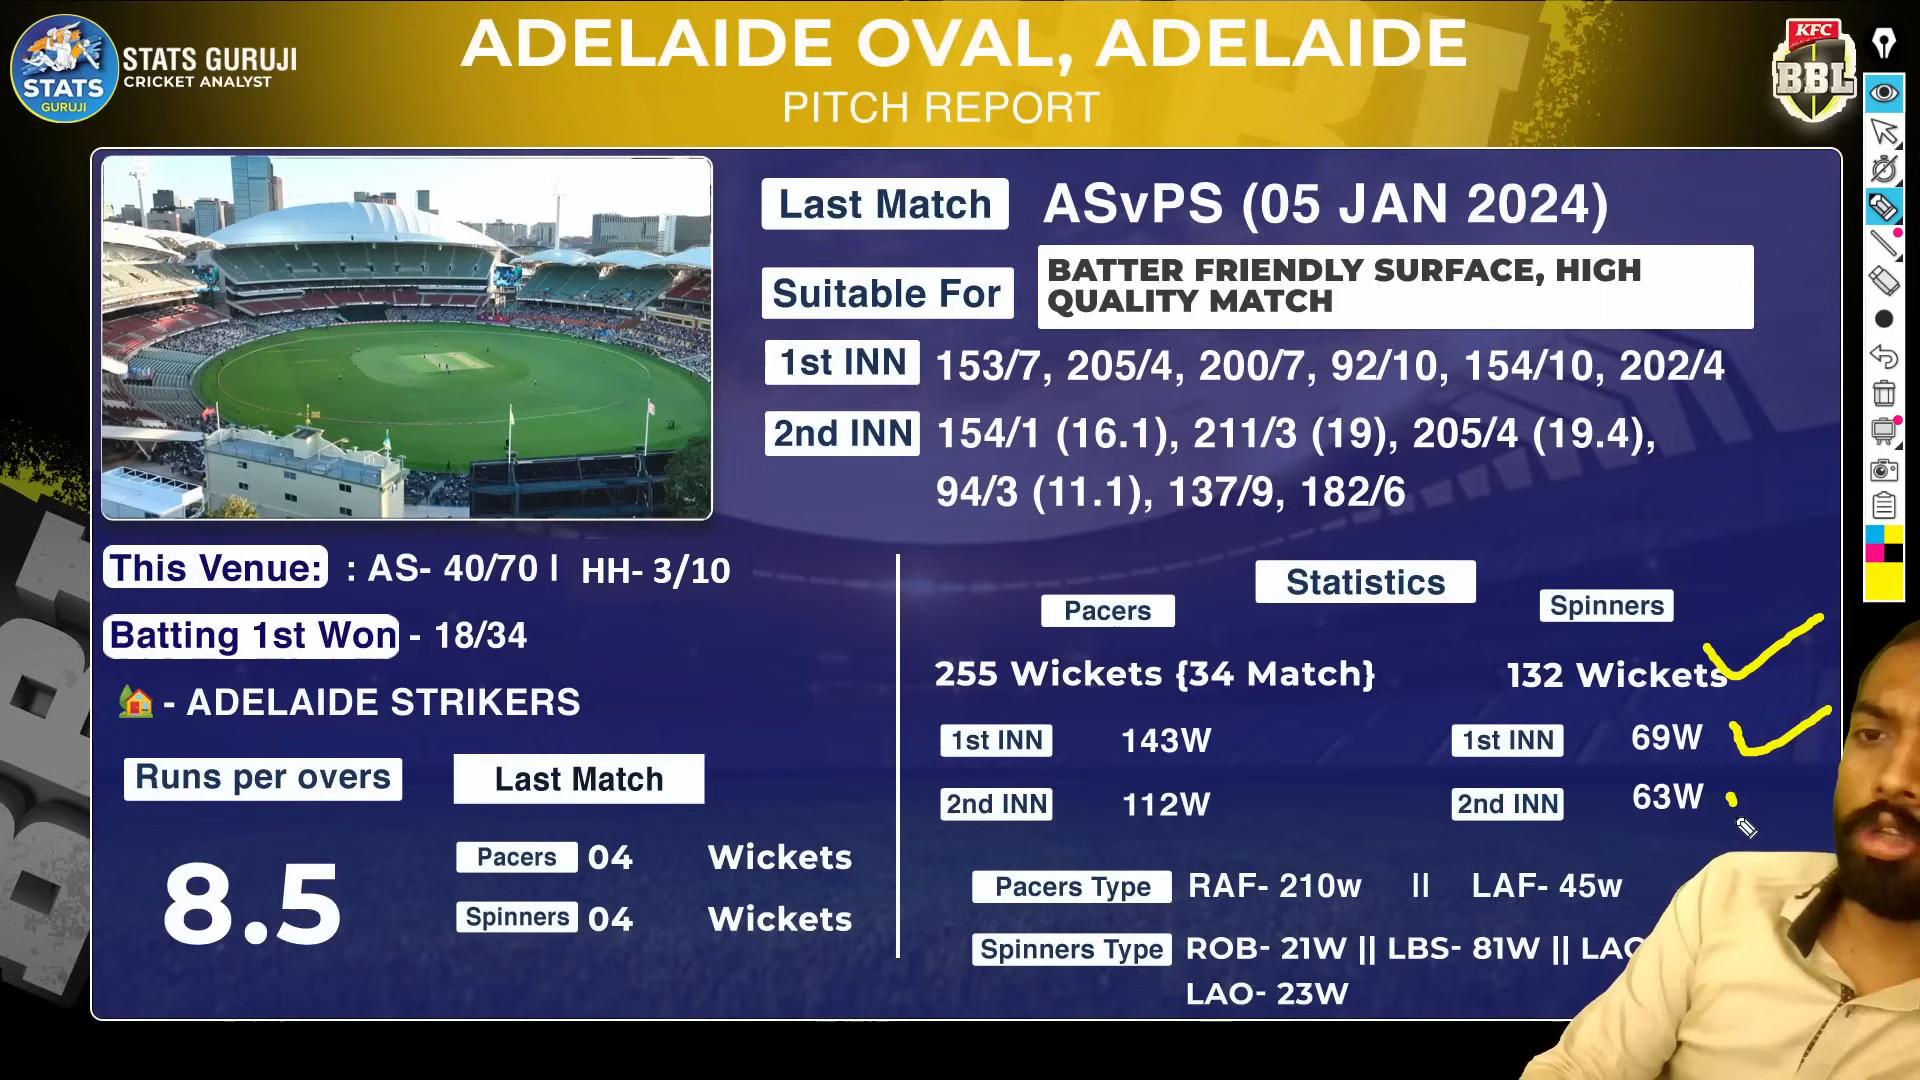 STATS
GURUJI
STATS GURUJI
CRICKET ANALYST
ADELAIDE OVAL, ADELAIDE
PITCH REPORT
KFC
BBL
Last Match ASvPS (05 JAN 2024)
Suitable For BATTER FRIENDLY SURFACE, HIGH
QUALITY MATCH
1st INN 153/7, 205/4, 200/7, 92/10, 154/10, 202/4
2nd INN 154/1 (16.1), 211/3 (19), 205/4 (19.4),
94/3 (11.1), 137/9, 182/6
This Venue: : AS- 40/70 | HH- 3/10
Batting 1st Won - 18/34
- ADELAIDE STRIKERS
Runs per overs
8.5
Last Match
Pacers 04 Wickets
Spinners 04 Wickets
Statistics
Pacers
255 Wickets {34 Match}
1st INN 143W
2nd INN 112W
Spinners
132 Wickets
1st INN 69W
2nd INN 63W
Pacers Type RAF- 210w || LAF- 45w
Spinners Type ROB- 21W || LBS- 81W ||
LAO- 23W